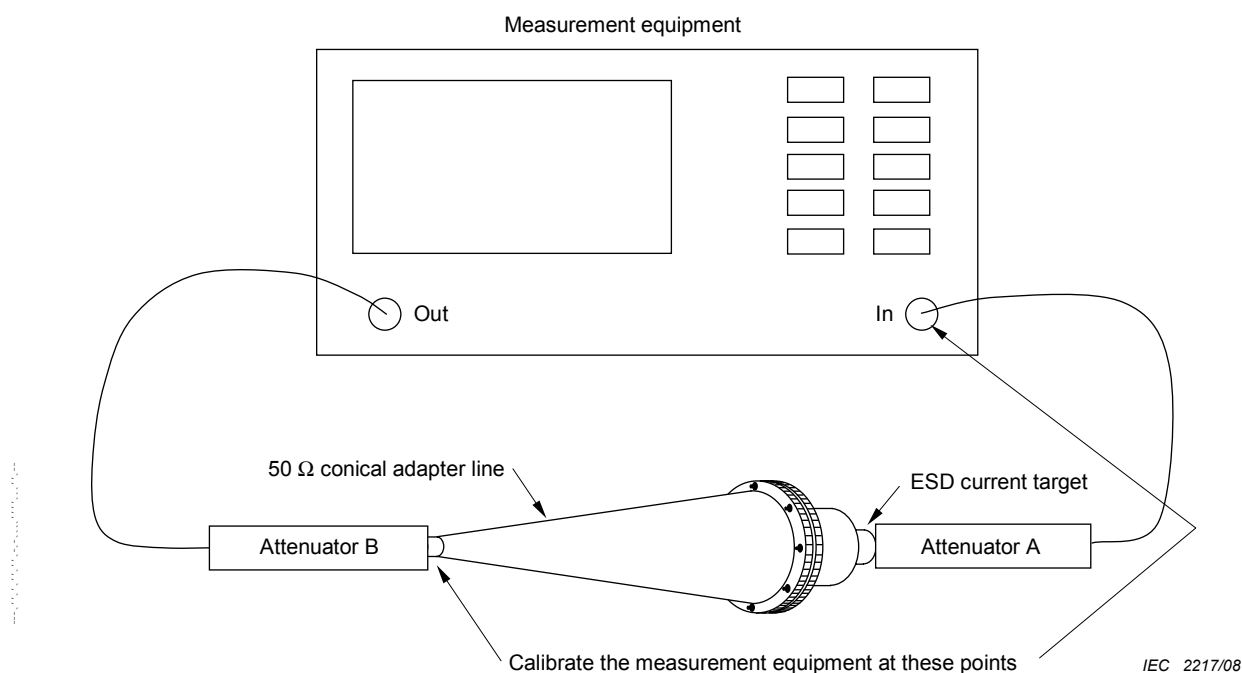 Measurement equipment
Out
In
50 Ω conical adapter line
ESD current target
Attenuator B
Attenuator A
Calibrate the measurement equipment at these points
IEC 2217/08